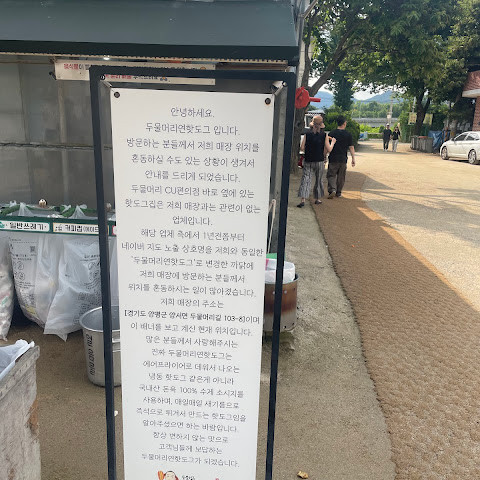 일반쓰레기
안녕하세요.
두물머리연핫도그 입니다.
방문하는 분들께서 저희 매장 위치를
혼동하실 수도 있는 상황이 생겨서
안내를 드리게 되었습니다.
두물머리 CU편의점 바로 옆에 있는
핫도그집은 저희 매장과는 관련이 없는
업체입니다.
해당 업체 측에서 1년전쯤부터
네이버 지도 노출 상호명을 저희와 동일한
'두물머리연핫도그'로 변경한 까닭에
저희 매장에 방문하는 분들께서
위치를 혼동하시는 일이 많아졌습니다.
저희 매장의 주소는
[경기도 양평군 양서면 두물머리길 103-8]이며
이 배너를 보고 계신 현재 위치입니다.
많은 분들께서 사랑해주시는
진짜 두물머리연핫도그는
에어프라이어로 데워서 나오는
냉동 핫도그 같은게 아니라
국내산 돈육 100% 수제 소시지를
사용하며, 매일매일 새기름으로
즉석으로 튀겨서 만드는 핫도그임을
알아주셨으면 하는 바람입니다.
항상 변하지 않는 맛으로
고객님들께 보답하는
두물머리연핫도그가 되겠습니다.